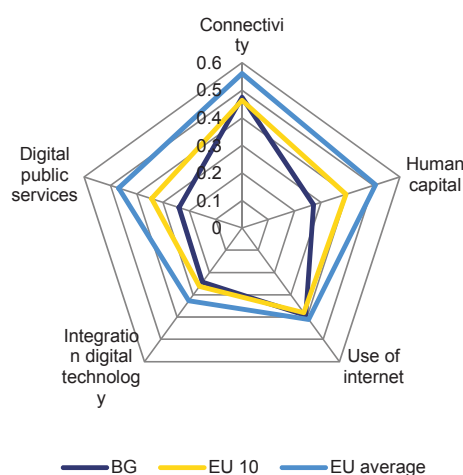 Connectivi
ty
0.6
0.5
0.4
0.3
0.2
0.1
0
Human
capital
Use of
internet
Integratio
n digital
technolog
y
Digital
public
services
BG
EU 10
EU average